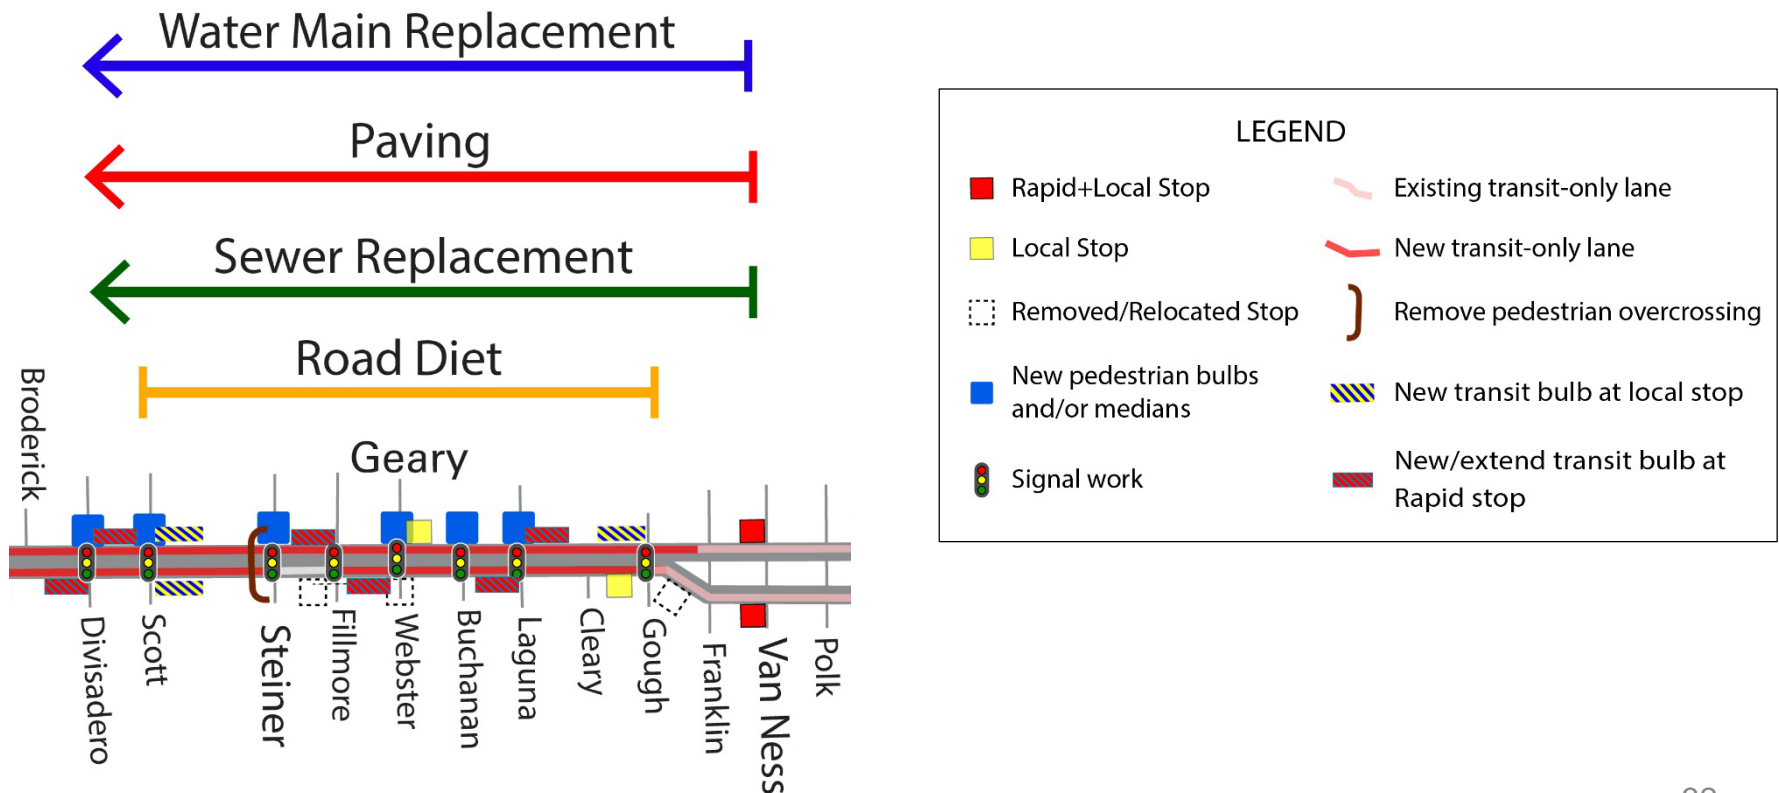 Water Main Replacement
Paving
Sewer Replacement
Road Diet
Geary
Broderick
Divisadero
Scott
Steiner
Fillmore
Webster
Buchanan
Laguna
Cleary
Gough
Franklin
Van Ness
Polk
LEGEND
Rapid+Local Stop
Local Stop
Removed/Relocated Stop
New pedestrian bulbs
and/or medians
Signal work
Existing transit-only lane
New transit-only lane
Remove pedestrian overcrossing
New transit bulb at local stop
New/extend transit bulb at
Rapid stop